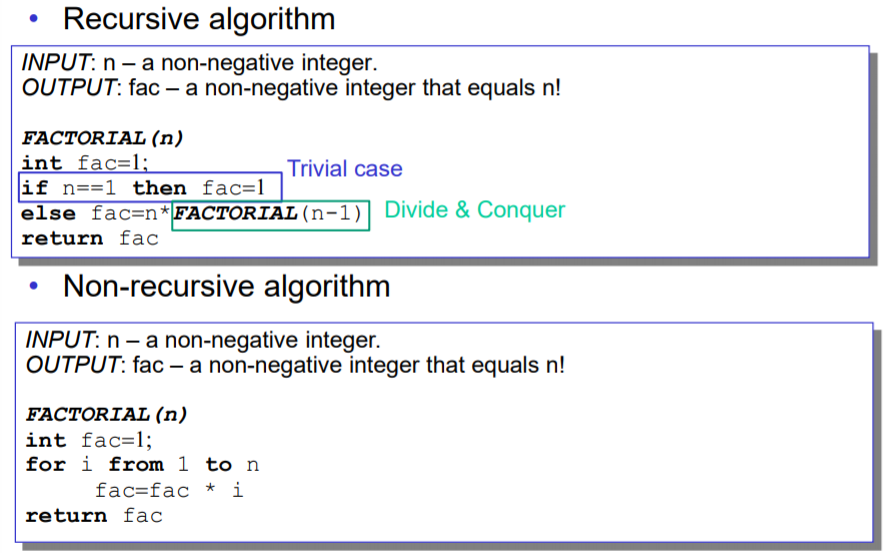 • Recursive algorithm
INPUT: n – a non-negative integer.
OUTPUT: fac – a non-negative integer that equals n!
FACTORIAL(n)
int fac=1;
Trivial case
if n==1 then fac=1
else fac=n*FACTORIAL(n-1) Divide & Conquer
return fac
• Non-recursive algorithm
INPUT: n – a non-negative integer.
OUTPUT: fac – a non-negative integer that equals n!
FACTORIAL(n)
int fac=1;
for i from 1 to n
fac=fac * i
return fac